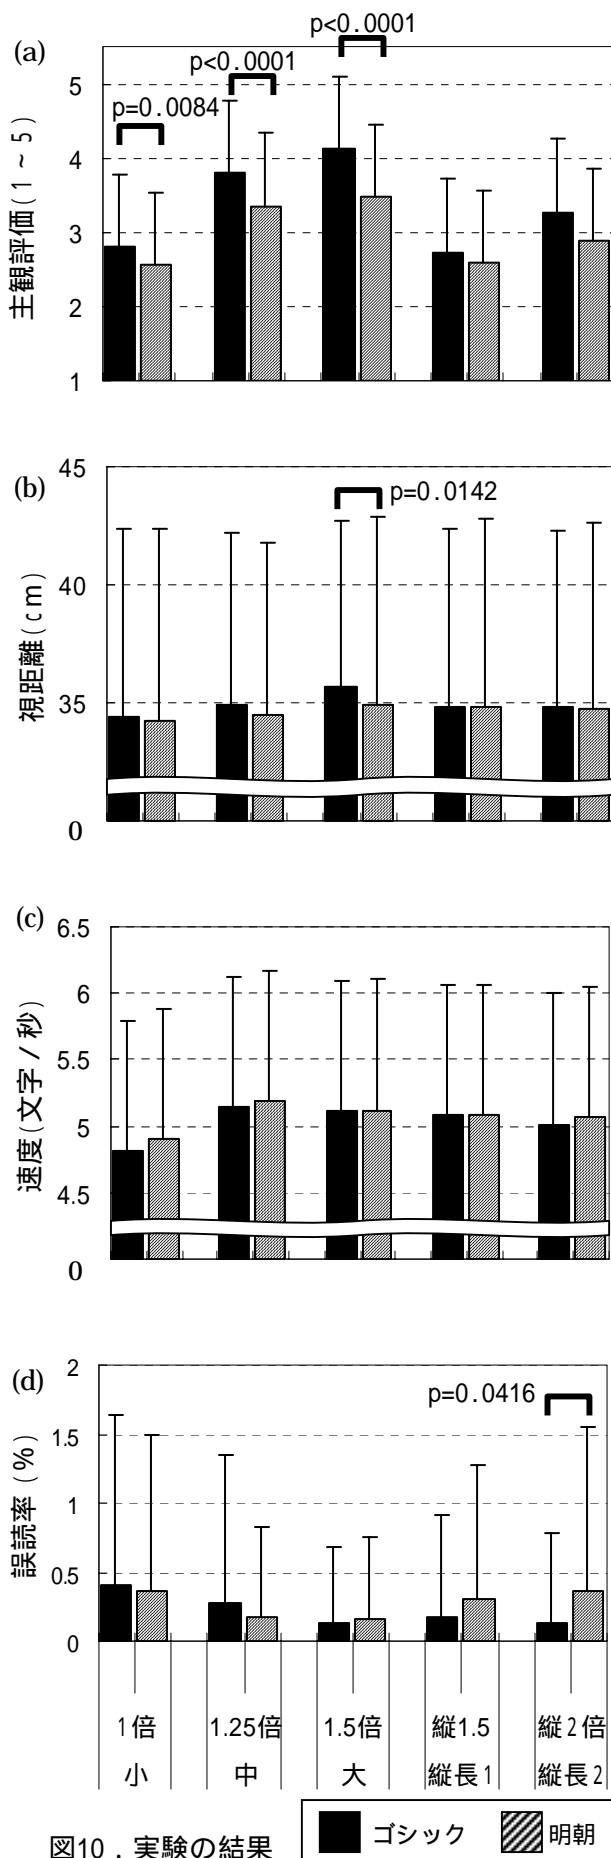 (a)
p=0.0084
p<0.0001
p<0.0001
主観評価(1～5)
5
4
3
2
1
(b)
p=0.0142
視距離(cm)
45
40
35
0
(c)
速度(文字/秒)
6.5
6
5.5
5
4.5
0
(d)
p=0.0416
誤読率(%)
2
1.5
1
0.5
0
1倍 1.25倍 1.5倍 縦1.5 縦2倍
小 中 大 縦長1 縦長2
図10．実験の結果
ゴシック 明朝